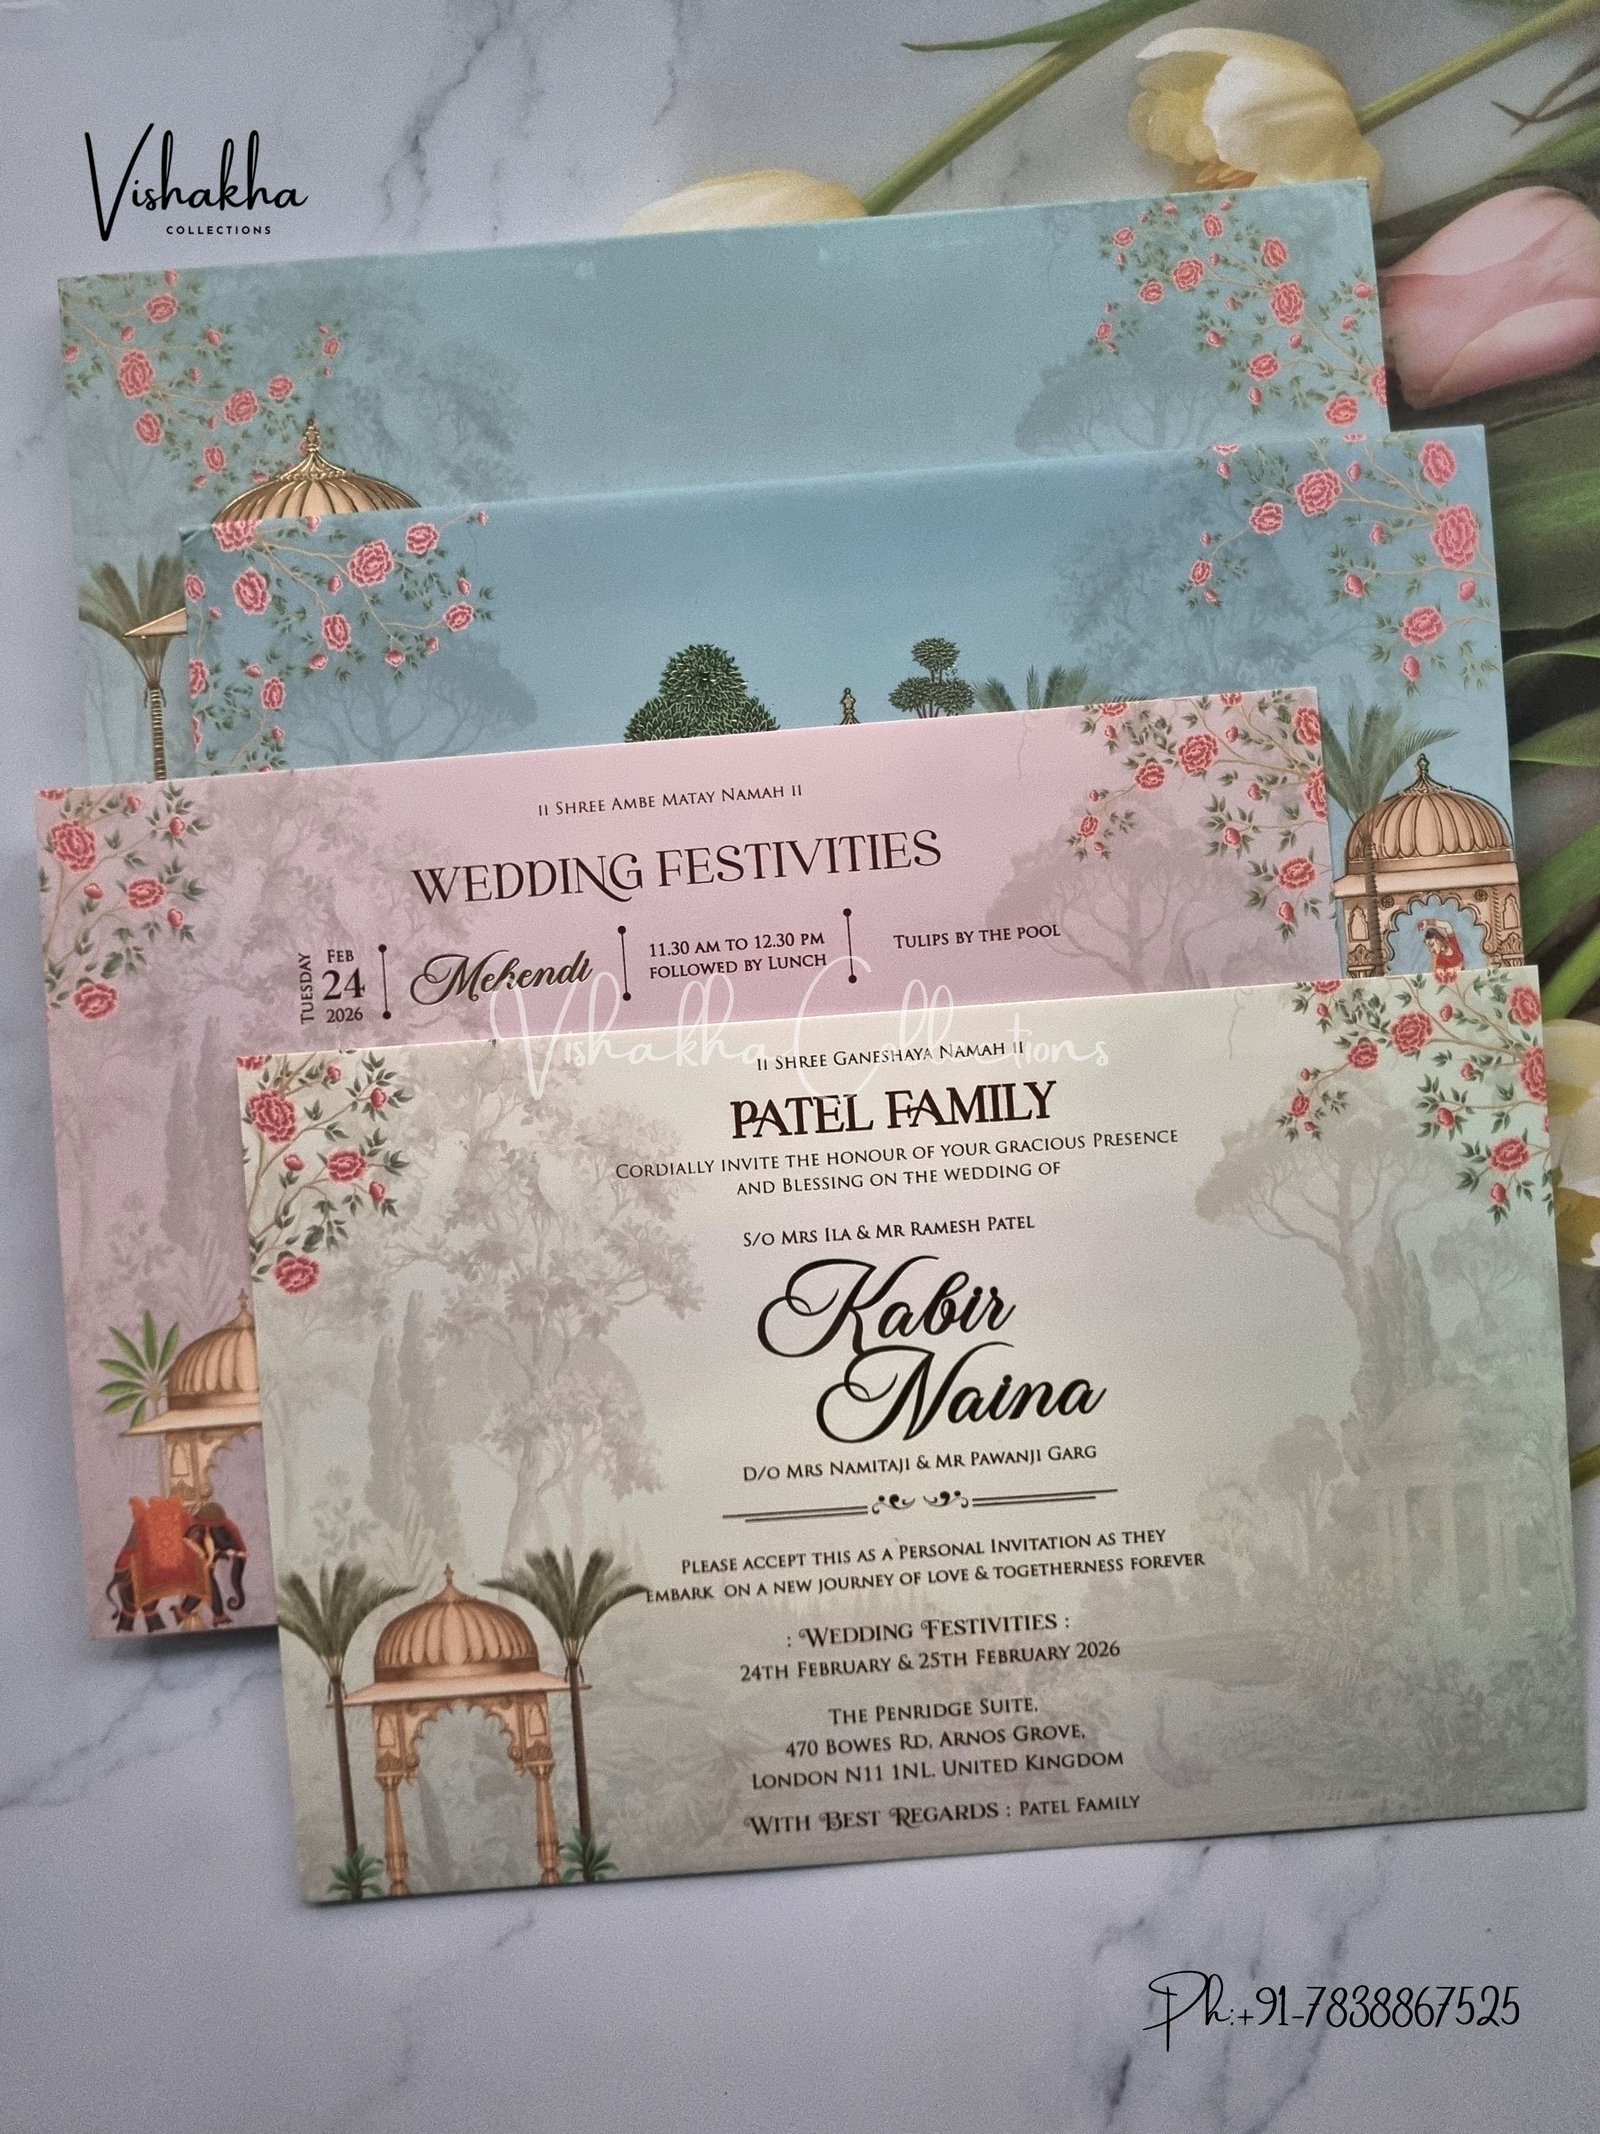 Vishakha
COLLECTIONS
II SHREE AMBE MATAY NAMAH II
WEDDING FESTIVITIES
TUESDAY
FEB
24
2026
Mehendi
11.30 AM TO 12.30 PM
FOLLOWED BY LUNCH
TULIPS BY THE POOL
Vishakha Collections
II SHREE GANESHAYA NAMAH II
PATEL FAMILY
CORDIALLY INVITE THE HONOUR OF YOUR GRACIOUS PRESENCE
AND BLESSING ON THE WEDDING OF
S/O MRS ILA & MR RAMESH PATEL
Kabir
Naina
D/O MRS NAMITAJI & MR PAWANJI GARG
PLEASE ACCEPT THIS AS A PERSONAL INVITATION AS THEY
EMBARK ON A NEW JOURNEY OF LOVE & TOGETHERNESS FOREVER
: WEDDING FESTIVITIES :
24TH FEBRUARY & 25TH FEBRUARY 2026
THE PENRIDGE SUITE,
470 BOWES RD, ARNOS GROVE,
LONDON N11 1NL. UNITED KINGDOM
WITH BEST REGARDS : PATEL FAMILY
Ph:+91-7838867525